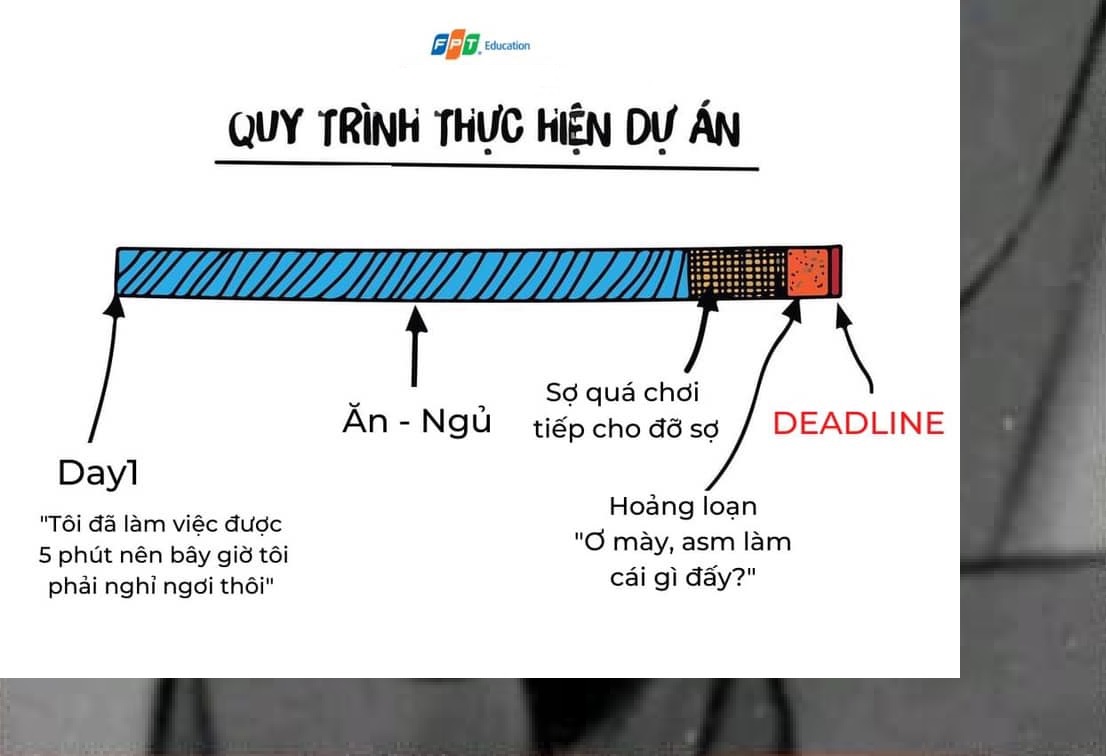 FPT Education
QUY TRÌNH THỰC HIỆN DỰ ÁN
Ăn - Ngủ
Sợ quá chơi
tiếp cho đỡ sợ
DEADLINE
Day1
"Tôi đã làm việc được
5 phút nên bây giờ tôi
phải nghỉ ngơi thôi"
Hoảng loạn
"Ơ mày, asm làm
cái gì đấy?"